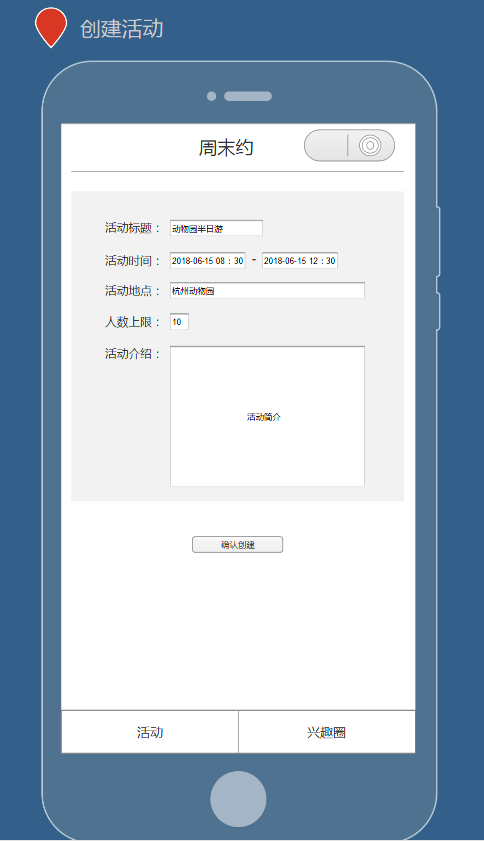 创建活动
周末约
活动标题： 动物园半日游
活动时间： 2018-06-15 08：30 - 2018-06-15 12：30
活动地点： 杭州动物园
人数上限： 10
活动介绍：
活动简介
确认创建
活动 兴趣圈